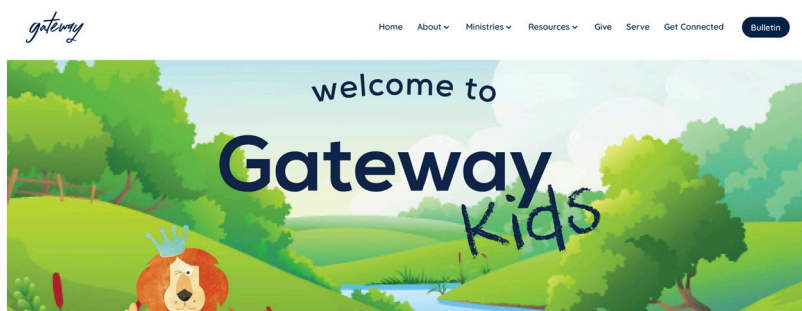 gateway
Home About Ministries Resources Give Serve Get Connected Bulletin
welcome to
Gateway
Kids